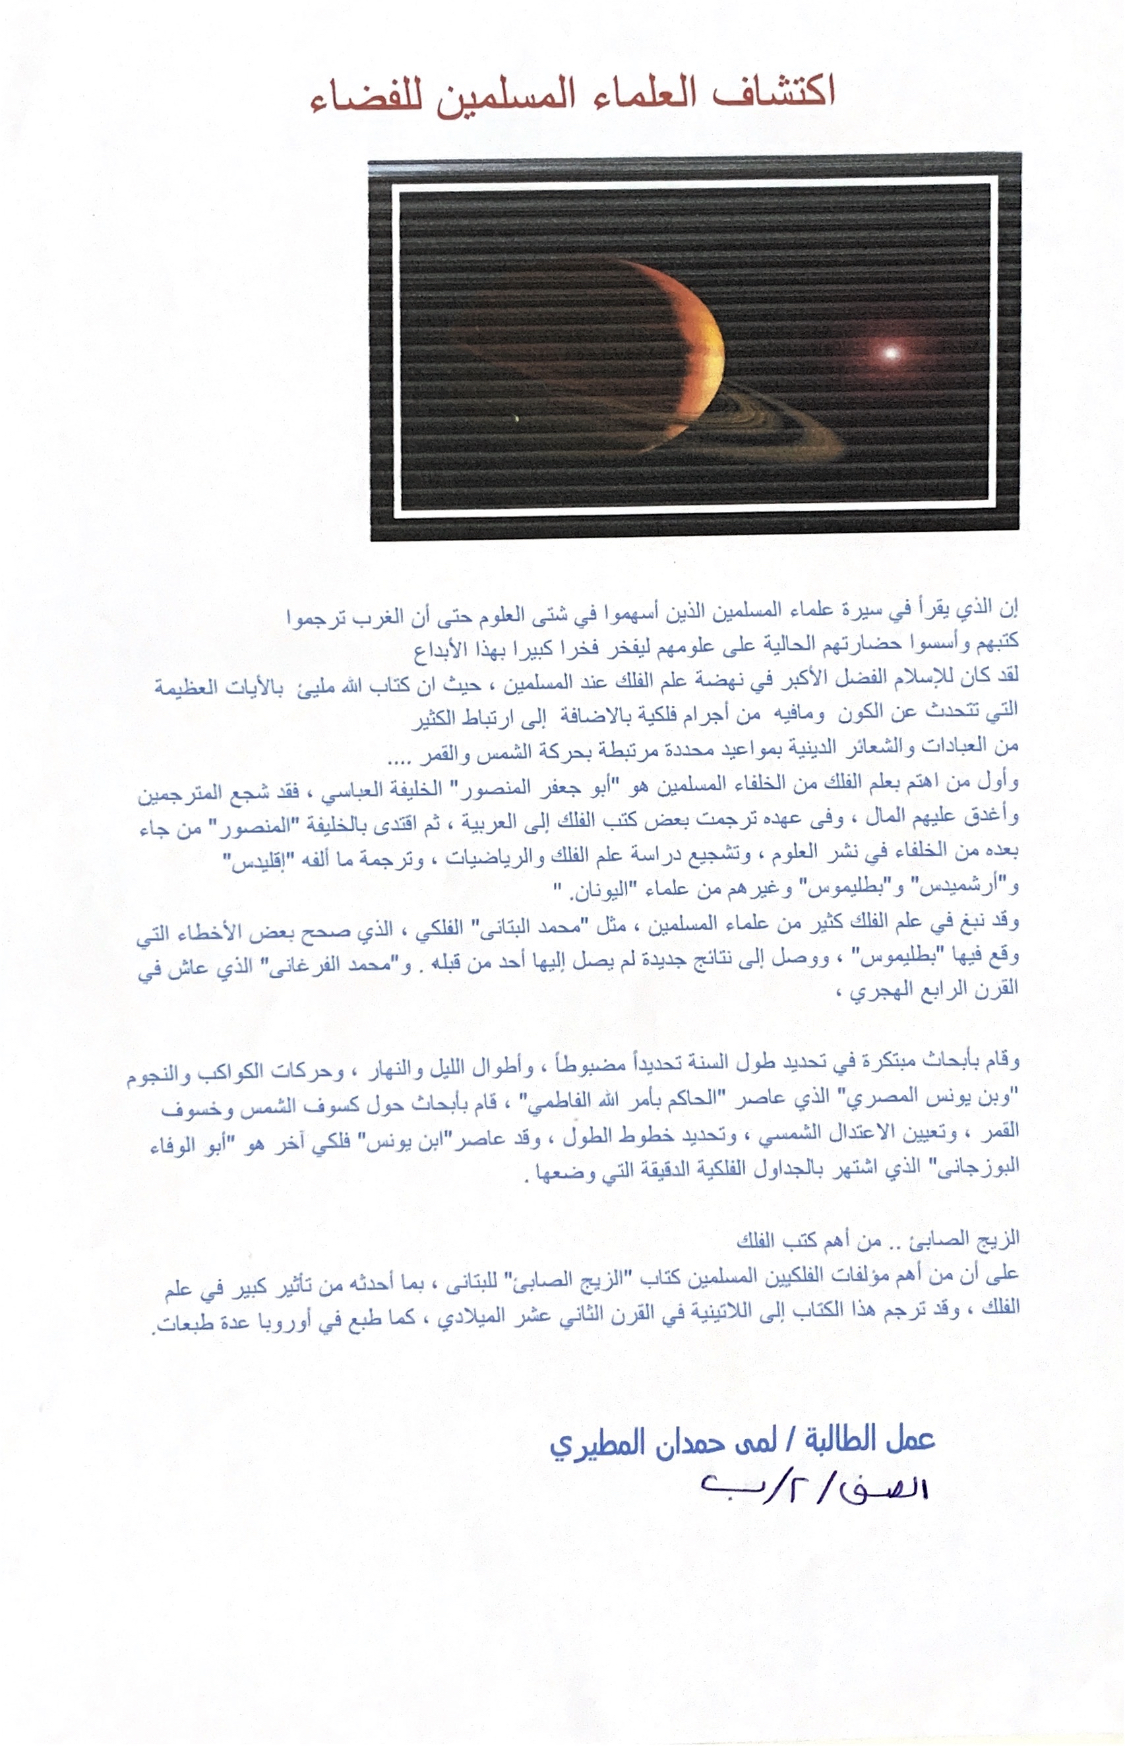 اكتشاف العلماء المسلمين للفضاء
إن الذي يقرأ في سيرة علماء المسلمين الذين أسهموا في شتى العلوم حتى أن الغرب ترجموا
كتبهم وأسسوا حضارتهم الحالية على علومهم ليفخر فخرا كبيرا بهذا الأبداع
لقد كان للإسلام الفضل الأكبر في نهضة علم الفلك عند المسلمين ، حيث ان كتاب الله مليئ بالأيات العظيمة
التي تتحدث عن الكون ومافيه من أجرام فلكية بالاضافة إلى ارتباط الكثير
من العبادات والشعائر الدينية بمواعيد محددة مرتبطة بحركة الشمس والقمر ....
وأول من اهتم بعلم الفلك من الخلفاء المسلمين هو "أبو جعفر المنصور" الخليفة العباسي ، فقد شجع المترجمين
وأغدق عليهم المال ، وفى عهده ترجمت بعض كتب الفلك إلى العربية ، ثم اقتدى بالخليفة "المنصور" من جاء
بعده من الخلفاء في نشر العلوم ، وتشجيع دراسة علم الفلك والرياضيات ، وترجمة ما ألفه "إقليدس"
و"أرشميدس" و"بطليموس" وغيرهم من علماء "اليونان. "
وقد نبغ في علم الفلك كثير من علماء المسلمين ، مثل "محمد البتانى" الفلكي ، الذي صحح بعض الأخطاء التي
وقع فيها "بطليموس" ، ووصل إلى نتائج جديدة لم يصل إليها أحد من قبله . و"محمد الفرغانى" الذي عاش في
القرن الرابع الهجري ،
وقام بأبحاث مبتكرة في تحديد طول السنة تحديداً مضبوطاً ، وأطوال الليل والنهار ، وحركات الكواكب والنجوم
"وبن يونس المصري" الذي عاصر "الحاكم بأمر الله الفاطمي" ، قام بأبحاث حول كسوف الشمس وخسوف
القمر ، وتعيين الاعتدال الشمسي ، وتحديد خطوط الطول ، وقد عاصر"ابن يونس" فلكي آخر هو "أبو الوفاء
البوزجانى" الذي اشتهر بالجداول الفلكية الدقيقة التي وضعها .
الزيج الصابئ .. من أهم كتب الفلك
على أن من أهم مؤلفات الفلكيين المسلمين كتاب "الزيج الصابئ" للبتانى ، بما أحدثه من تأثير كبير في علم
الفلك ، وقد ترجم هذا الكتاب إلى اللاتينية في القرن الثاني عشر الميلادي ، كما طبع في أوروبا عدة طبعات.
عمل الطالبة / لمى حمدان المطيري
الصف / ٢ / ب